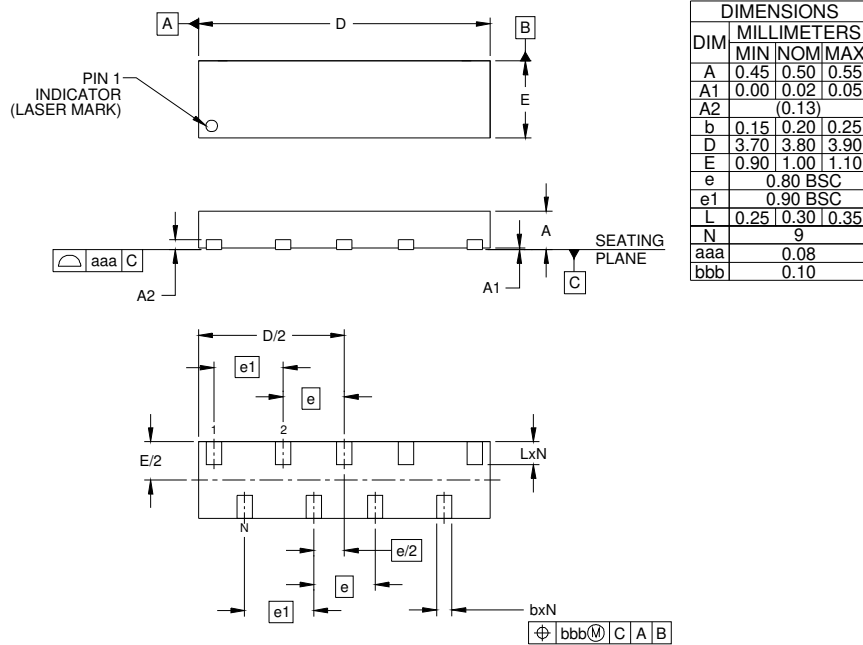 A
D
B
PIN 1
INDICATOR
(LASER MARK)
E
A
SEATING
PLANE
aaa C
A2
A1
C
D/2
e1
e
1
2
E/2
LxN
N
e/2
e
e1
bxN
⌖ bbbⓂ C A B
DIMENSIONS
DIM MILLIMETERS
MIN NOM MAX
A 0.45 0.50 0.55
A1 0.00 0.02 0.05
A2 (0.13)
b 0.15 0.20 0.25
D 3.70 3.80 3.90
E 0.90 1.00 1.10
e 0.80 BSC
e1 0.90 BSC
L 0.25 0.30 0.35
N 9
aaa 0.08
bbb 0.10